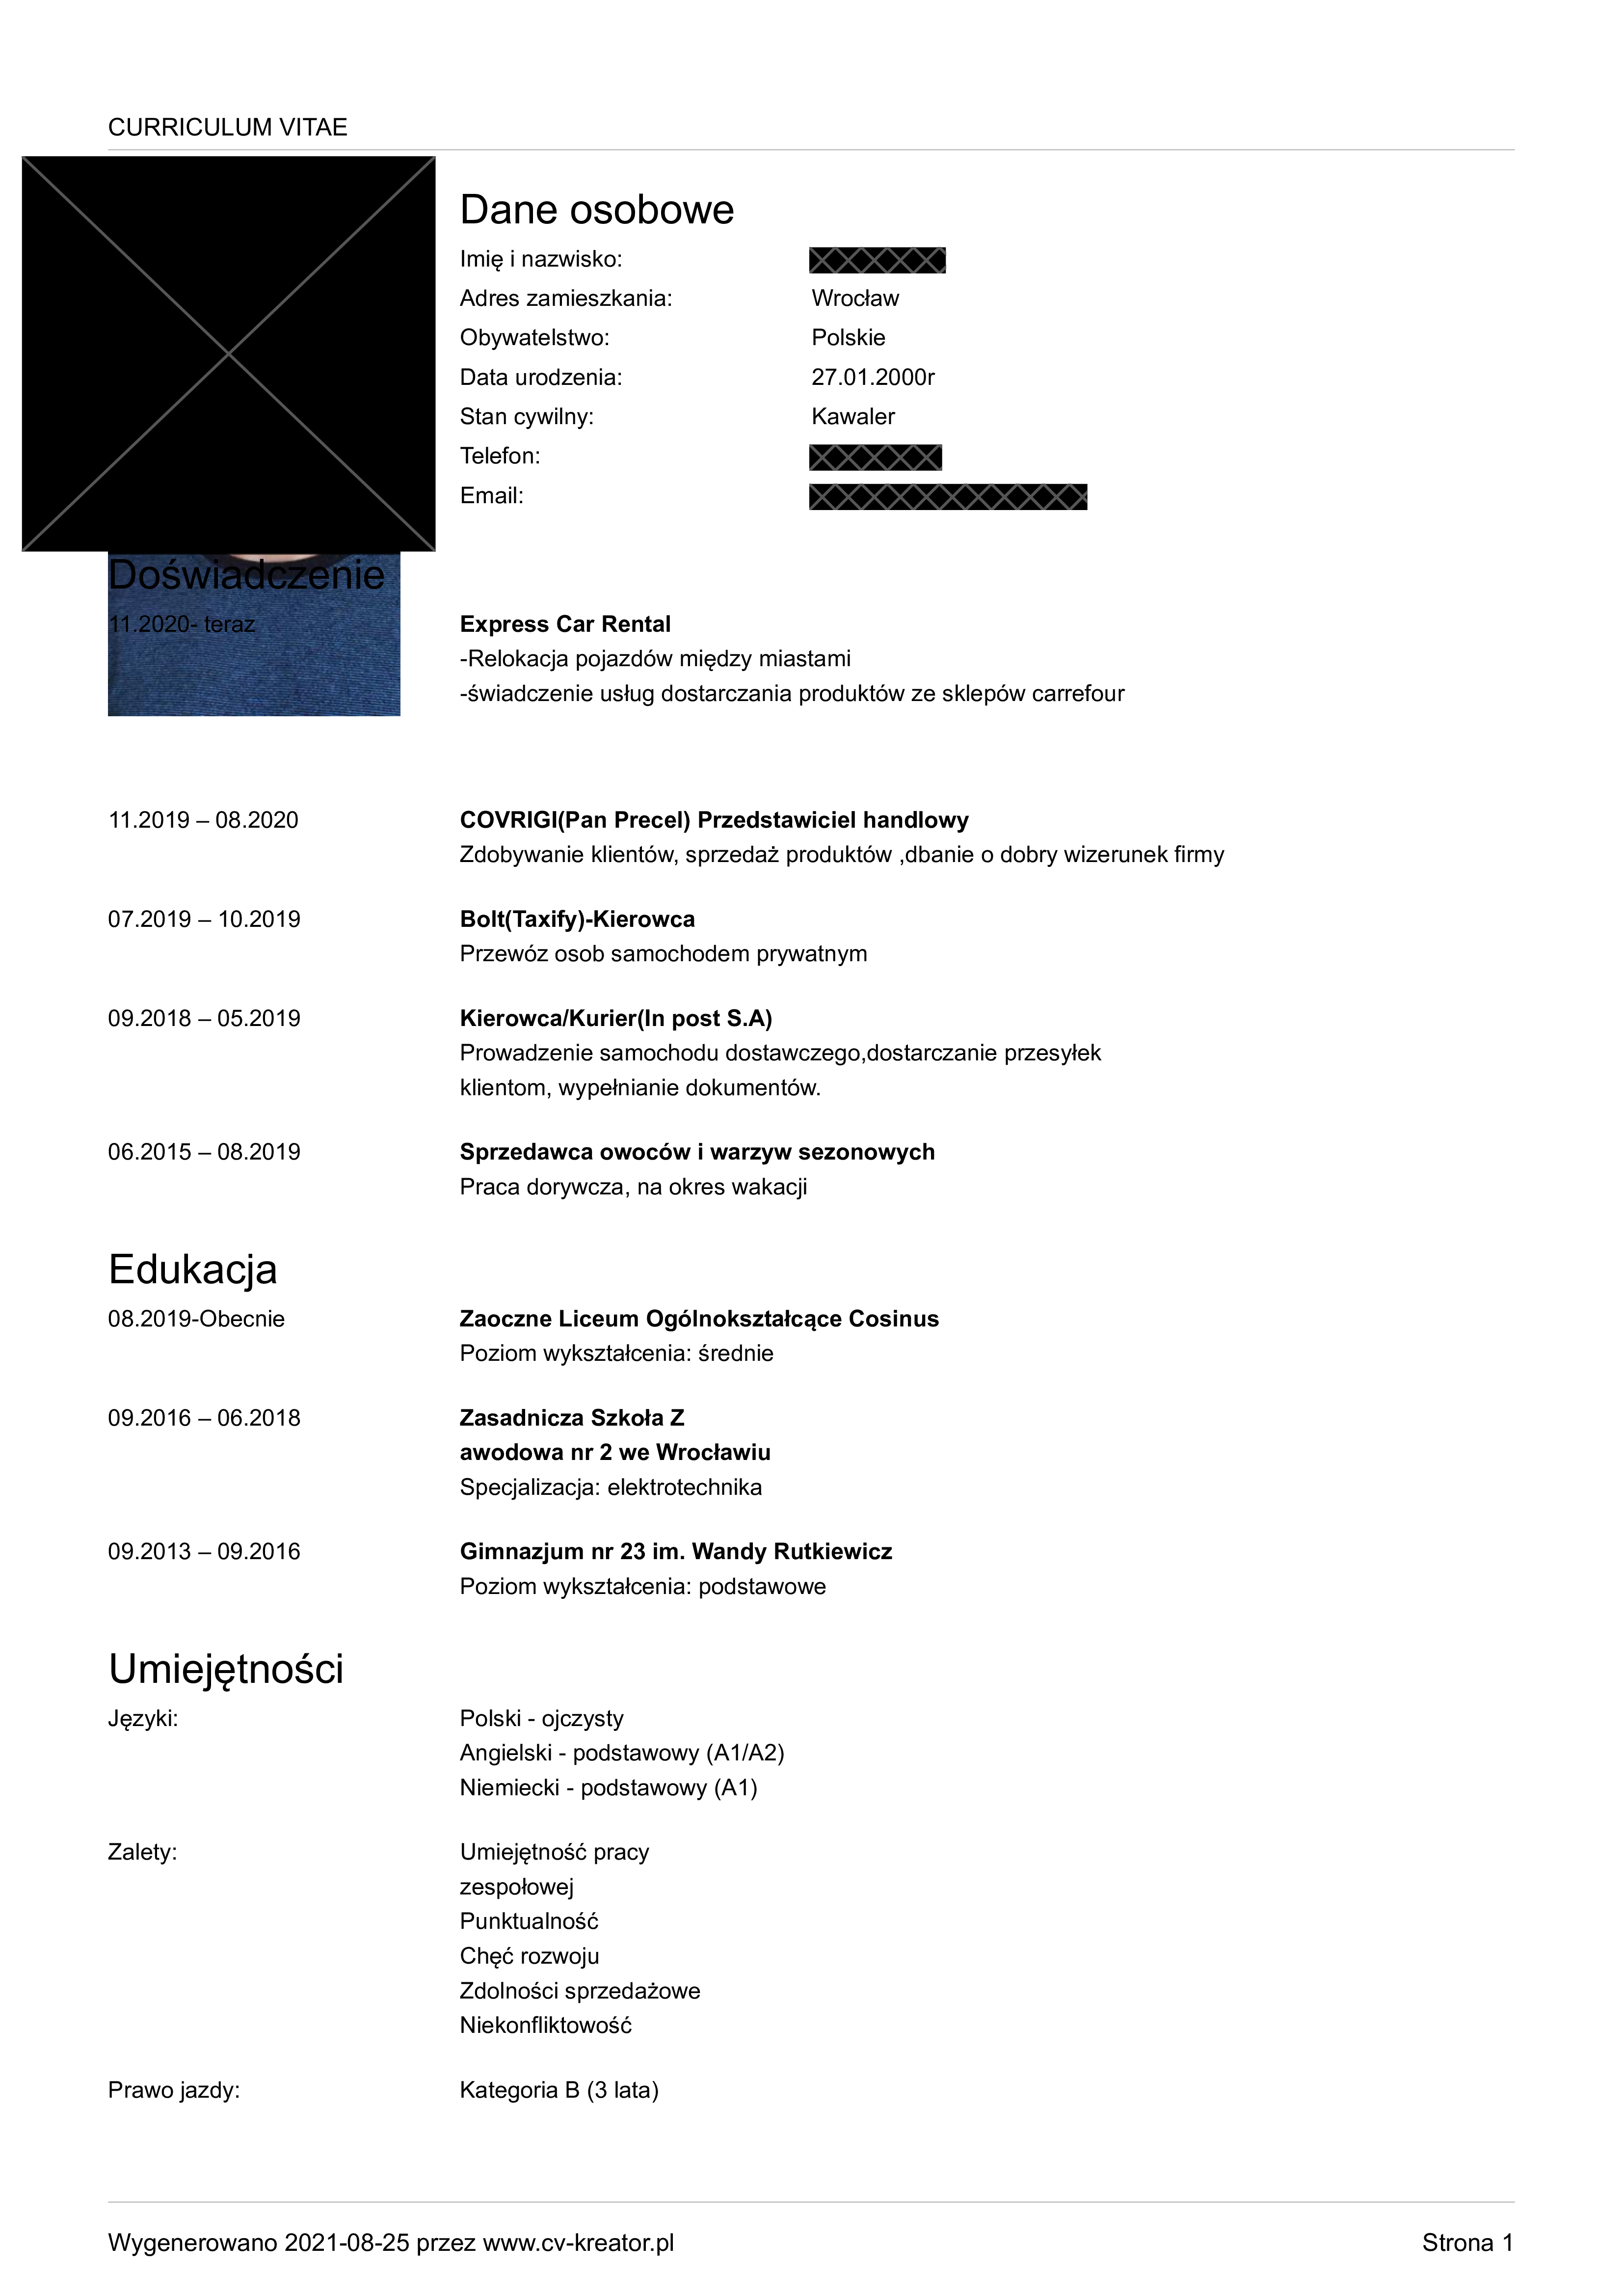 CURRICULUM VITAE
Dane osobowe
Imię i nazwisko:
Adres zamieszkania: Wrocław
Obywatelstwo: Polskie
Data urodzenia: 27.01.2000r
Stan cywilny: Kawaler
Telefon:
Email:
Doświadczenie
11.2020- teraz Express Car Rental
-Relokacja pojazdów między miastami
-świadczenie usług dostarczania produktów ze sklepów carrefour
11.2019 – 08.2020 COVRIGI(Pan Precel) Przedstawiciel handlowy
Zdobywanie klientów, sprzedaż produktów ,dbanie o dobry wizerunek firmy
07.2019 – 10.2019 Bolt(Taxify)-Kierowca
Przewóz osob samochodem prywatnym
09.2018 – 05.2019 Kierowca/Kurier(In post S.A)
Prowadzenie samochodu dostawczego,dostarczanie przesyłek
klientom, wypełnianie dokumentów.
06.2015 – 08.2019 Sprzedawca owoców i warzyw sezonowych
Praca dorywcza, na okres wakacji
Edukacja
08.2019-Obecnie Zaoczne Liceum Ogólnokształcące Cosinus
Poziom wykształcenia: średnie
09.2016 – 06.2018 Zasadnicza Szkoła Z
awodowa nr 2 we Wrocławiu
Specjalizacja: elektrotechnika
09.2013 – 09.2016 Gimnazjum nr 23 im. Wandy Rutkiewicz
Poziom wykształcenia: podstawowe
Umiejętności
Języki: Polski - ojczysty
Angielski - podstawowy (A1/A2)
Niemiecki - podstawowy (A1)
Zalety: Umiejętność pracy
zespołowej
Punktualność
Chęć rozwoju
Zdolności sprzedażowe
Niekonfliktowość
Prawo jazdy: Kategoria B (3 lata)
Wygenerowano 2021-08-25 przez www.cv-kreator.pl Strona 1